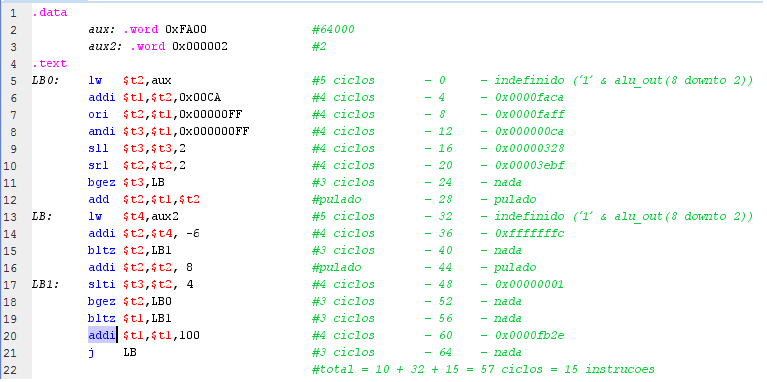 1 .data
2 aux: .word 0xFA00 #64000
3 aux2: .word 0x000002 #2
4 .text
5 LB0: lw $t2,aux #5 ciclos - 0 - indefinido ('1' & alu_out(8 downto 2))
6 addi $t1,$t2,0x00CA #4 ciclos - 4 - 0x0000faca
7 ori $t2,$t1,0x00000FF #4 ciclos - 8 - 0x0000faff
8 andi $t3,$t1,0x000000FF #4 ciclos - 12 - 0x000000ca
9 sll $t3,$t3,2 #4 ciclos - 16 - 0x00000328
10 srl $t2,$t2,2 #4 ciclos - 20 - 0x00003ebf
11 bgez $t3,LB #3 ciclos - 24 - nada
12 add $t2,$t1,$t2 #pulado - 28 - pulado
13 LB: lw $t4,aux2 #5 ciclos - 32 - indefinido ('1' & alu_out(8 downto 2))
14 addi $t2,$t4, -6 #4 ciclos - 36 - 0xfffffffc
15 bltz $t2,LB1 #3 ciclos - 40 - nada
16 addi $t2,$t2, 8 #pulado - 44 - pulado
17 LB1: slti $t3,$t2, 4 #4 ciclos - 48 - 0x00000001
18 bgez $t2,LB0 #3 ciclos - 52 - nada
19 bltz $t1,LB1 #3 ciclos - 56 - nada
20 addi $t1,$t1,100 #4 ciclos - 60 - 0x0000fb2e
21 j LB #3 ciclos - 64 - nada
22 #total = 10 + 32 + 15 = 57 ciclos = 15 instrucoes